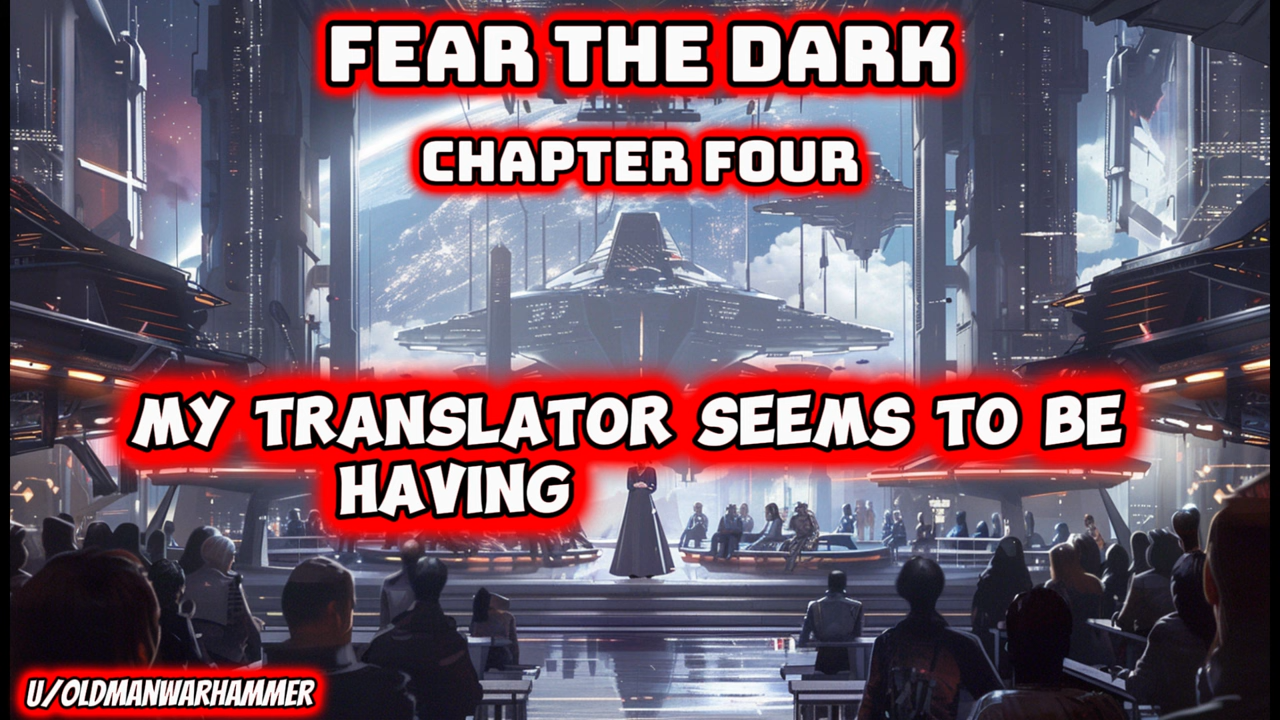 FEAR THE DARK
CHAPTER FOUR
MY TRANSLATOR SEEMS TO BE
HAVING
U/OLDMANWARHAMMER